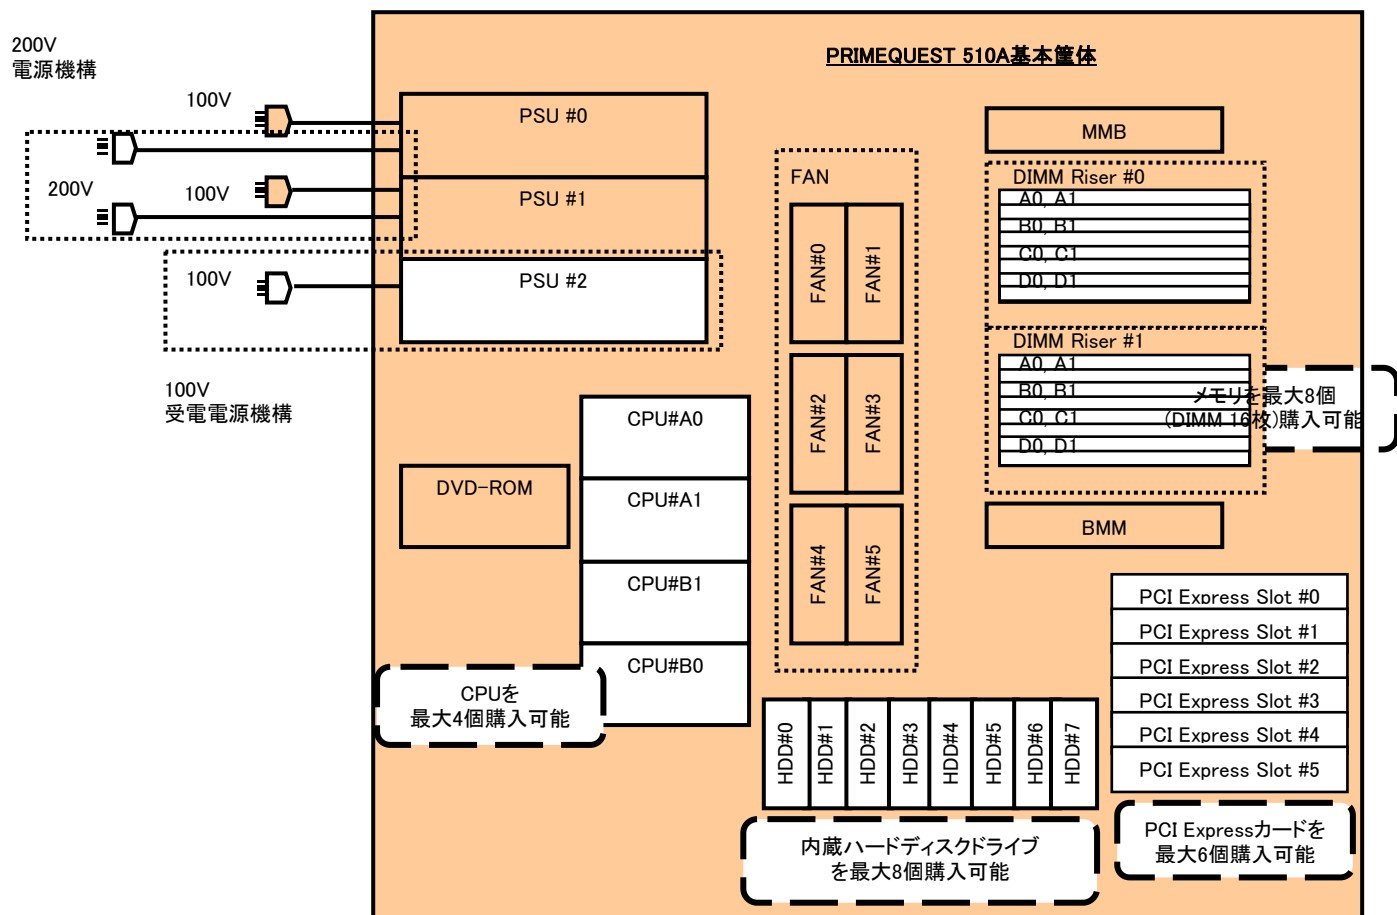 PRIMEQUEST 510A基本筐体
200V
電源機構
100V
200V
100V
100V
100V
受電電源機構
PSU #0
PSU #1
PSU #2
DVD-ROM
CPU#A0
CPU#A1
CPU#B1
CPU#B0
CPUを
最大4個購入可能
FAN
FAN#0
FAN#1
FAN#2
FAN#3
FAN#4
FAN#5
MMB
DIMM Riser #0
A0, A1
B0, B1
C0, C1
D0, D1
DIMM Riser #1
A0, A1
B0, B1
C0, C1
D0, D1
メモリを最大8個
(DIMM 16枚)購入可能
BMM
PCI Express Slot #0
PCI Express Slot #1
PCI Express Slot #2
PCI Express Slot #3
PCI Express Slot #4
PCI Express Slot #5
PCI Expressカードを
最大6個購入可能
HDD#0
HDD#1
HDD#2
HDD#3
HDD#4
HDD#5
HDD#6
HDD#7
内蔵ハードディスクドライブ
を最大8個購入可能